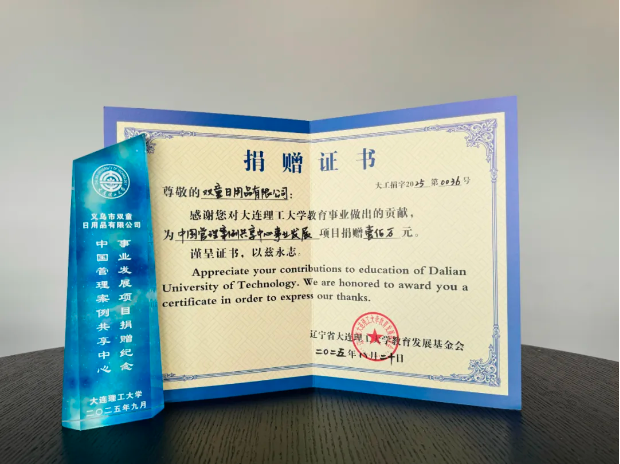 捐赠证书
大工捐字2025第0036号
尊敬的双童日用品有限公司：
感谢您对大连理工大学教育事业做出的贡献，
为中国管理案例共享中心事业发展 项目捐赠壹佰万元。
谨呈证书，以兹永志。
Appreciate your contributions to education of Dalian
University of Technology. We are honored to award you a
certificate in order to express our thanks.
辽宁省大连理工大学教育发展基金会
二〇二五年八月二十日
义乌市双童
日用品有限公司
中国管理案例共享中心
事业发展项目捐赠纪念
大连理工大学
二〇二五年九月